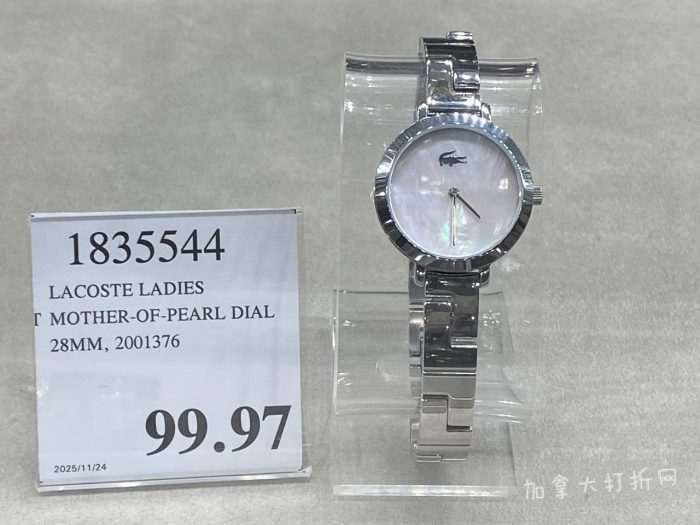 1835544
LACOSTE LADIES
T MOTHER-OF-PEARL DIAL
28MM, 2001376
99.97
2025/11/24
加拿大打折网